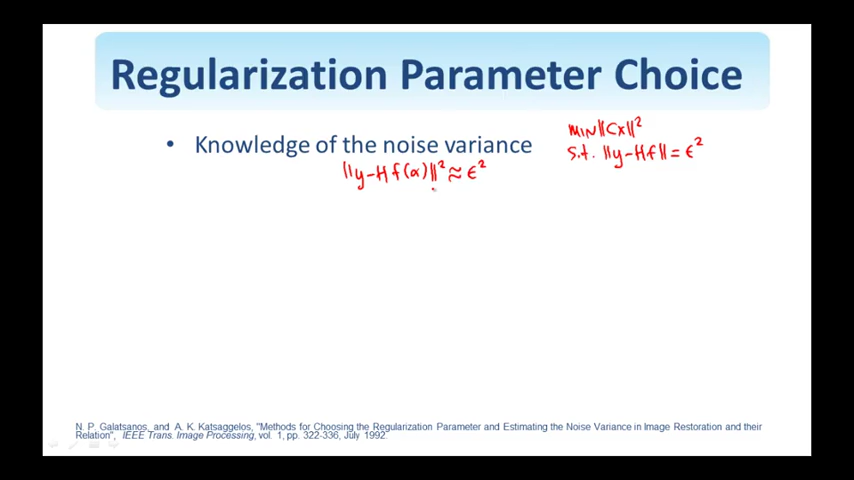 Regularization Parameter Choice
• Knowledge of the noise variance
MIN||Cx||²
s.t. ||y-Hf||=ϵ²
||y-Hf(α)||²≈ϵ²
N. P. Galatsanos, and A. K. Katsaggelos, "Methods for Choosing the Regularization Parameter and Estimating the Noise Variance in Image Restoration and their
Relation", IEEE Trans. Image Processing, vol. 1, pp. 322-336, July 1992.